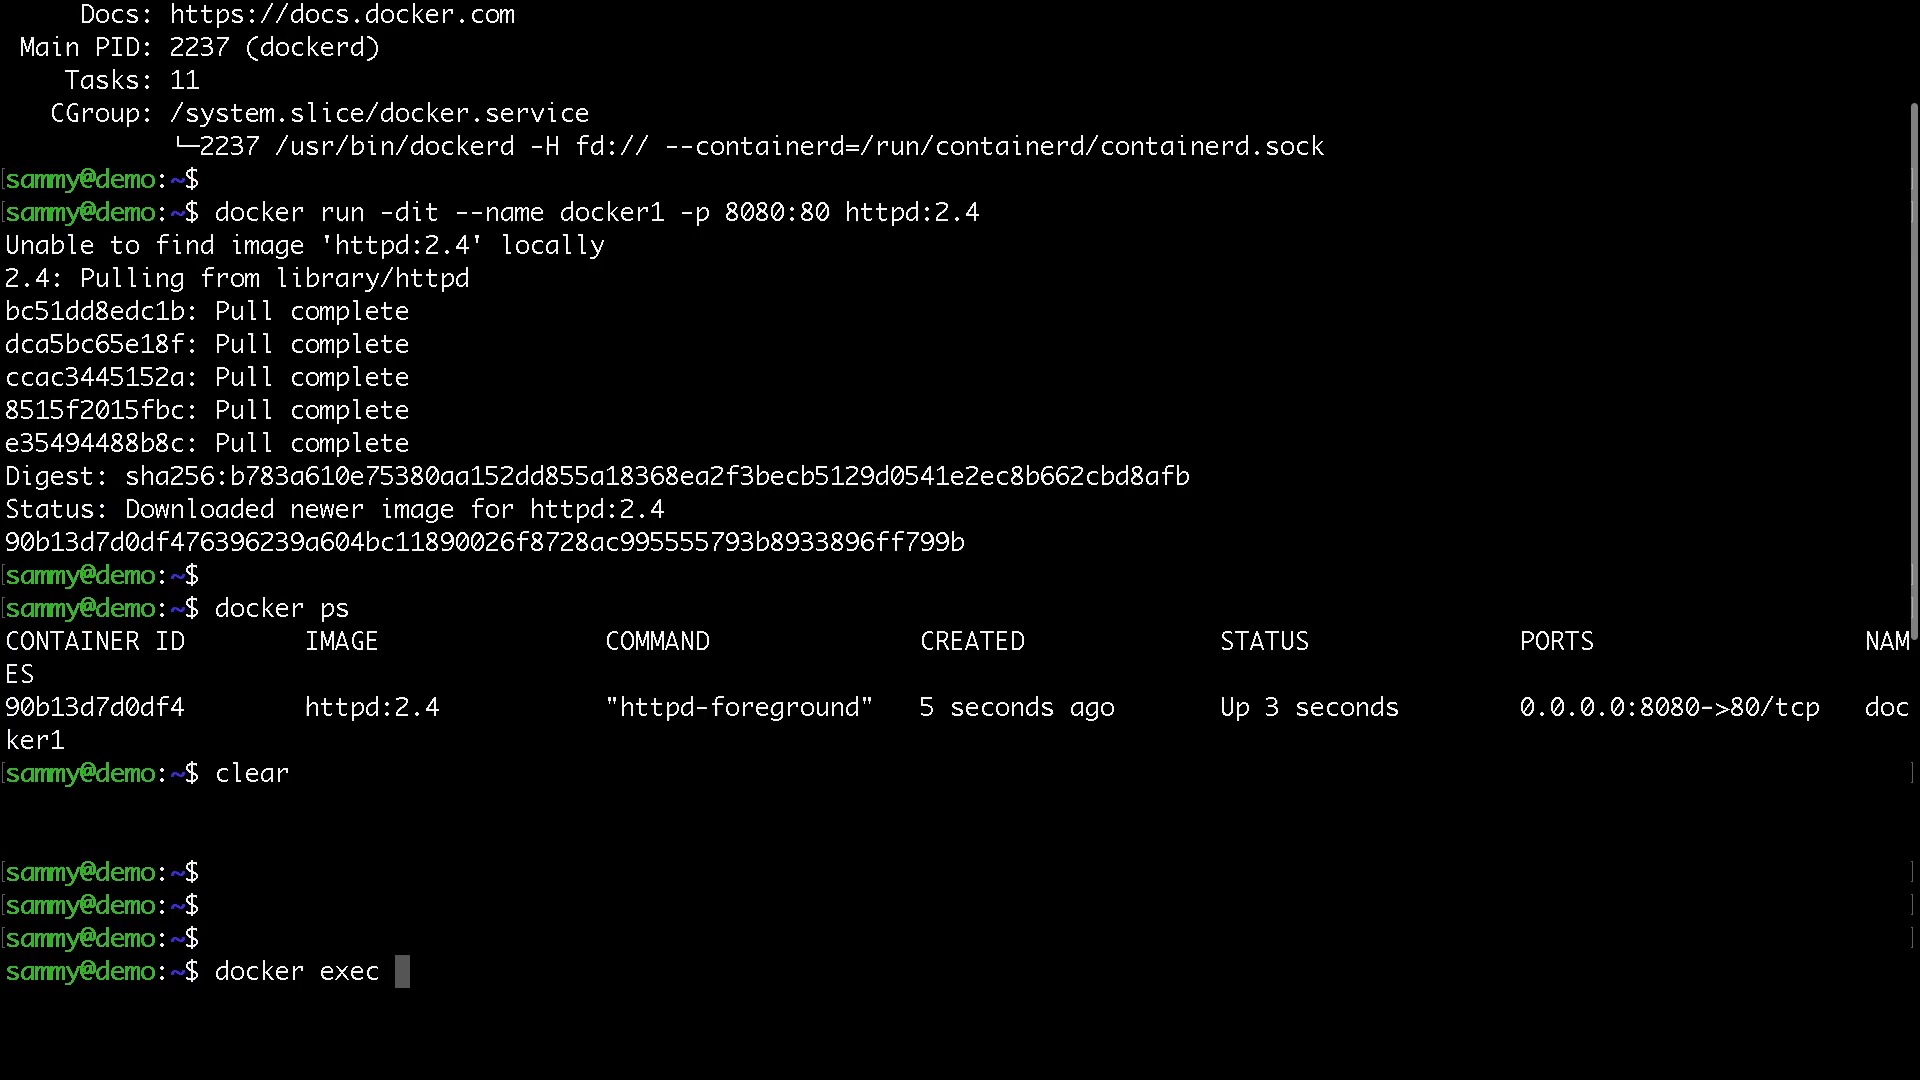 Docs: https://docs.docker.com
Main PID: 2237 (dockerd)
Tasks: 11
CGroup: /system.slice/docker.service
└─2237 /usr/bin/dockerd -H fd:// --containerd=/run/containerd/containerd.sock
[sammy@demo:~$
[sammy@demo:~$ docker run -dit --name docker1 -p 8080:80 httpd:2.4
Unable to find image 'httpd:2.4' locally
2.4: Pulling from library/httpd
bc51dd8edc1b: Pull complete
dca5bc65e18f: Pull complete
ccac3445152a: Pull complete
8515f2015fbc: Pull complete
e35494488b8c: Pull complete
Digest: sha256:b783a610e75380aa152dd855a18368ea2f3becb5129d0541e2ec8b662cbd8afb
Status: Downloaded newer image for httpd:2.4
90b13d7d0df476396239a604bc11890026f8728ac995555793b8933896ff799b
[sammy@demo:~$
[sammy@demo:~$ docker ps
CONTAINER ID IMAGE COMMAND CREATED STATUS PORTS NAM
ES
90b13d7d0df4 httpd:2.4 "httpd-foreground" 5 seconds ago Up 3 seconds 0.0.0.0:8080->80/tcp doc
ker1
[sammy@demo:~$ clear ]
[sammy@demo:~$ ]
[sammy@demo:~$ ]
[sammy@demo:~$ ]
sammy@demo:~$ docker exec